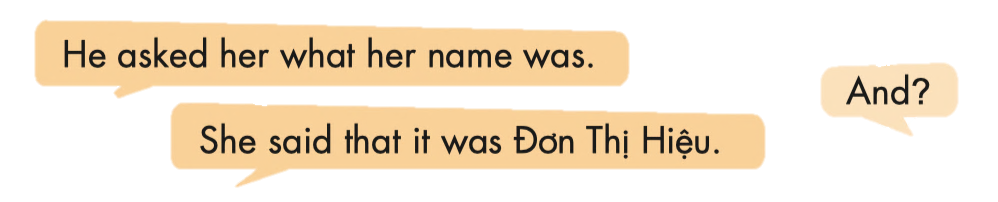 He asked her what her name was.
And?
She said that it was Đơn Thị Hiệu.